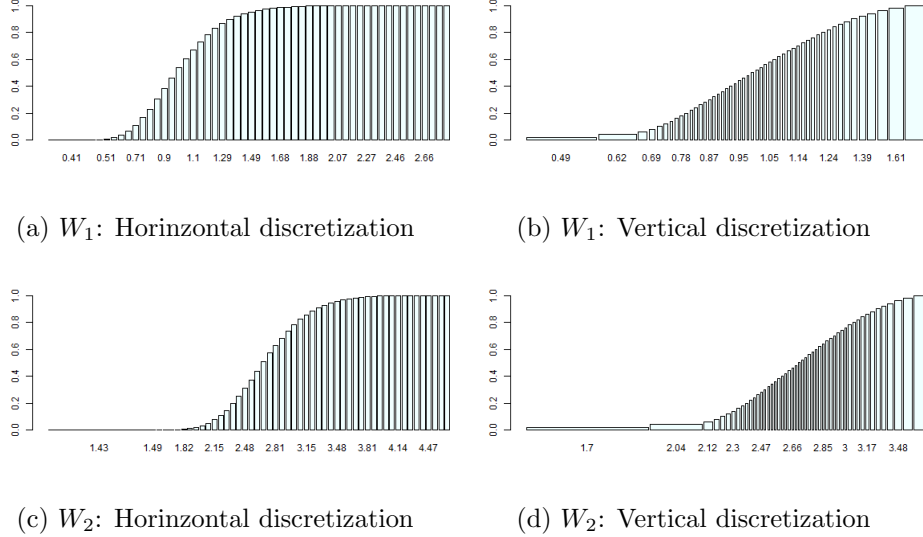 0.0 0.2 0.4 0.6 0.8 1.0
0.41 0.51 0.71 0.9 1.1 1.29 1.49 1.68 1.88 2.07 2.27 2.46 2.66
(a) W₁: Horinzontal discretization
0.0 0.2 0.4 0.6 0.8 1.0
0.49 0.62 0.69 0.78 0.87 0.95 1.05 1.14 1.24 1.39 1.61
(b) W₁: Vertical discretization
0.0 0.2 0.4 0.6 0.8 1.0
1.43 1.49 1.82 2.15 2.48 2.81 3.15 3.48 3.81 4.14 4.47
(c) W₂: Horinzontal discretization
0.0 0.2 0.4 0.6 0.8 1.0
1.7 2.04 2.12 2.3 2.47 2.66 2.85 3 3.17 3.48
(d) W₂: Vertical discretization